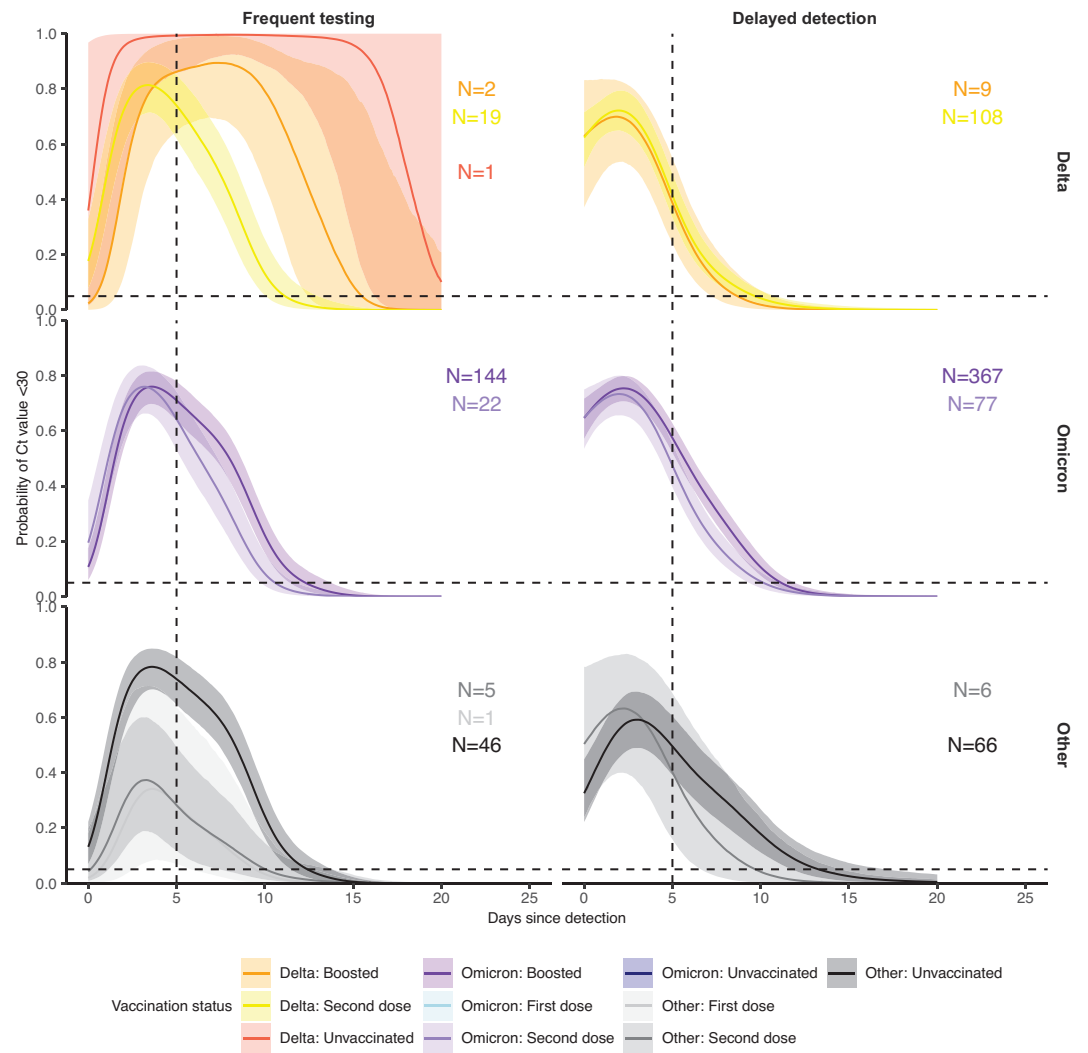 Frequent testing
Delayed detection
Probability of Ct value <30
1.0
0.8
0.6
0.4
0.2
0.0
N=2
N=19
N=1
N=9
N=108
Delta
1.0
0.8
0.6
0.4
0.2
0.0
N=144
N=22
N=367
N=77
Omicron
1.0
0.8
0.6
0.4
0.2
0.0
N=5
N=1
N=46
N=6
N=66
Other
0 5 10 15 20 25
0 5 10 15 20 25
Days since detection
Vaccination status
Delta: Boosted
Delta: Second dose
Delta: Unvaccinated
Omicron: Boosted
Omicron: First dose
Omicron: Second dose
Omicron: Unvaccinated
Other: First dose
Other: Second dose
Other: Unvaccinated